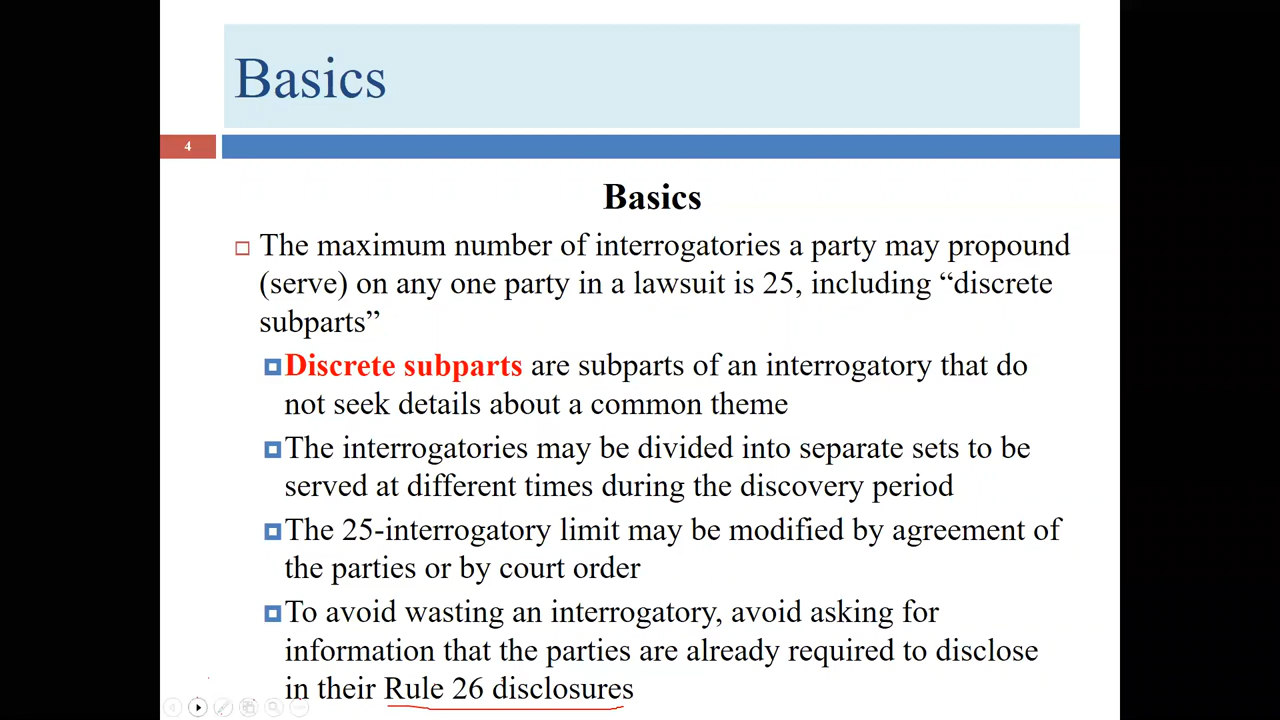 Basics
4
Basics
The maximum number of interrogatories a party may propound
(serve) on any one party in a lawsuit is 25, including “discrete
subparts”
Discrete subparts are subparts of an interrogatory that do
not seek details about a common theme
The interrogatories may be divided into separate sets to be
served at different times during the discovery period
The 25-interrogatory limit may be modified by agreement of
the parties or by court order
To avoid wasting an interrogatory, avoid asking for
information that the parties are already required to disclose
in their Rule 26 disclosures